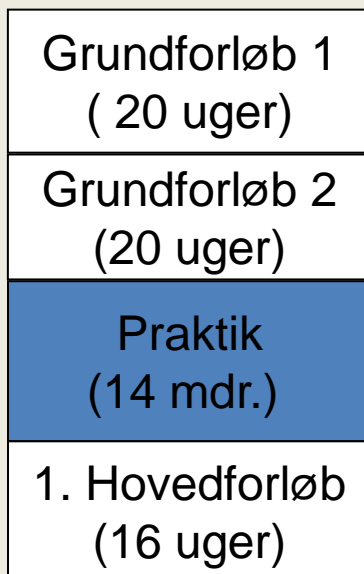 Grundforløb 1
( 20 uger)
Grundforløb 2
(20 uger)
Praktik
(14 mdr.)
1. Hovedforløb
(16 uger)